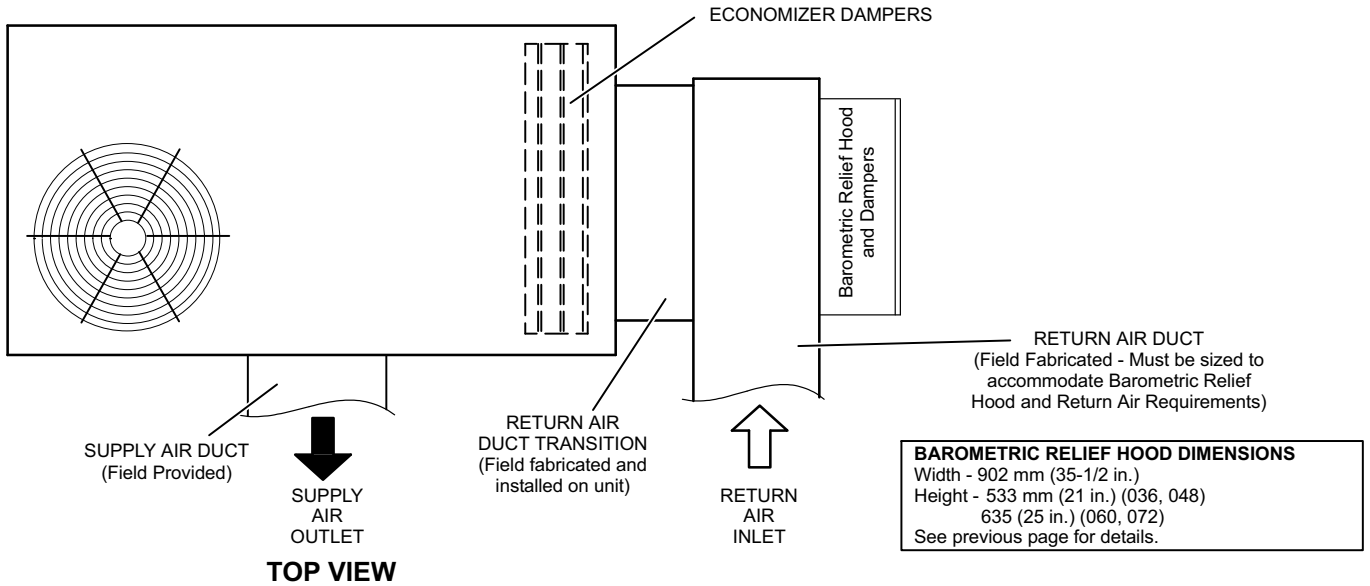 ECONOMIZER DAMPERS
Barometric Relief Hood
and Dampers
RETURN AIR DUCT
(Field Fabricated - Must be sized to
accommodate Barometric Relief
Hood and Return Air Requirements)
SUPPLY AIR DUCT
(Field Provided)
SUPPLY
AIR
OUTLET
RETURN AIR
DUCT TRANSITION
(Field fabricated and
installed on unit)
RETURN
AIR
INLET
BAROMETRIC RELIEF HOOD DIMENSIONS
Width - 902 mm (35-1/2 in.)
Height - 533 mm (21 in.) (036, 048)
635 (25 in.) (060, 072)
See previous page for details.
TOP VIEW